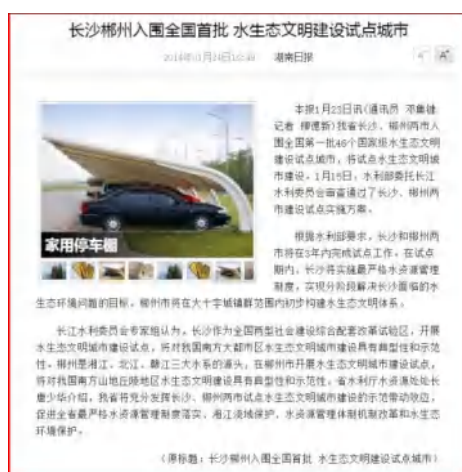 长沙郴州入围全国首批 水生态文明建设试点城市
湖南日报
本报1月23日讯(通讯员
记者 柳德新)我省长沙、郴州两市入
围全国第一批46个国家级水生态文明
建设试点城市,将试点水生态文明城
市建设。1月15日,水利部委托长江
水利委员会审查通过了长沙、郴州两
市建设试点实施方案。
家用停车棚
根据水利部要求,长沙和郴州两
市将在3年内完成试点工作。在试点
期内,长沙将实施最严格水资源管理
制度,实现分阶段解决长沙面临的水
生态环境问题的目标。郴州市将在大十字城镇群范围内初步构建水生态文明体系。
长江水利委员会专家组认为,长沙作为全国两型社会建设综合配套改革试验区,开展
水生态文明城市建设试点,将对我国南方大都市区水生态文明城市建设具有典型性和示范
性。郴州是湘江、北江、赣江三大水系的源头,在郴州市开展水生态文明城市建设试点,
将对我国南方山地丘陵地区水生态文明建设具有典型性和示范性。省水利厅水资源处处长
唐少华介绍,我省将充分发挥长沙、郴州两市试点水生态文明城市建设的示范带动效应,
促进全省最严格水资源管理制度落实、湘江流域保护、水资源管理体制机制改革和水生态
环境保护。
(原标题:长沙郴州入围全国首批 水生态文明建设试点城市)